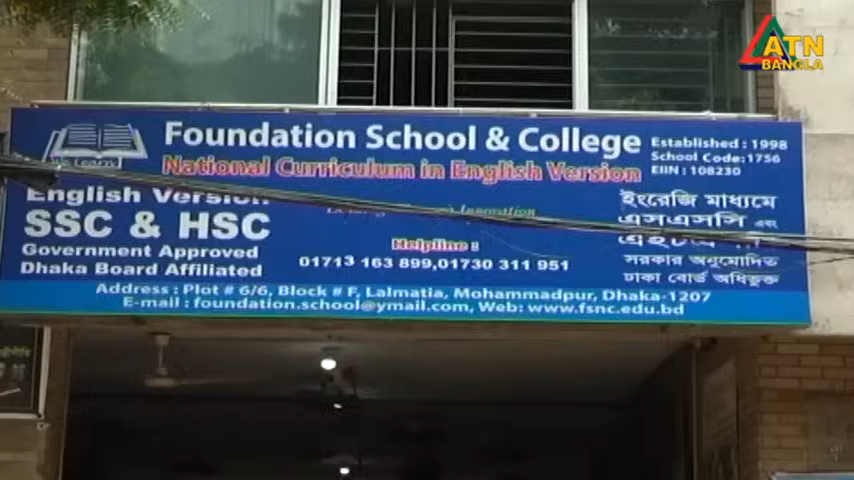 ATN
BANGLA
Foundation School & College
National Curriculum in English Version
Established : 1998
School Code:1756
EIIN : 108230
English Version
SSC & HSC
Government Approved
Dhaka Board Affiliated
Innovation
Helpline :
01713 163 899,01730 311 951
ইংরেজি মাধ্যমে
এসএসসি এবং
সরকার অনুমোদিত
ঢাকা বোর্ড অধিভুক্ত
Address : Plot # 6/6, Block # F, Lalmatia, Mohammadpur, Dhaka-1207
E-mail : foundation.school@ymail.com, Web: www.fsnc.edu.bd